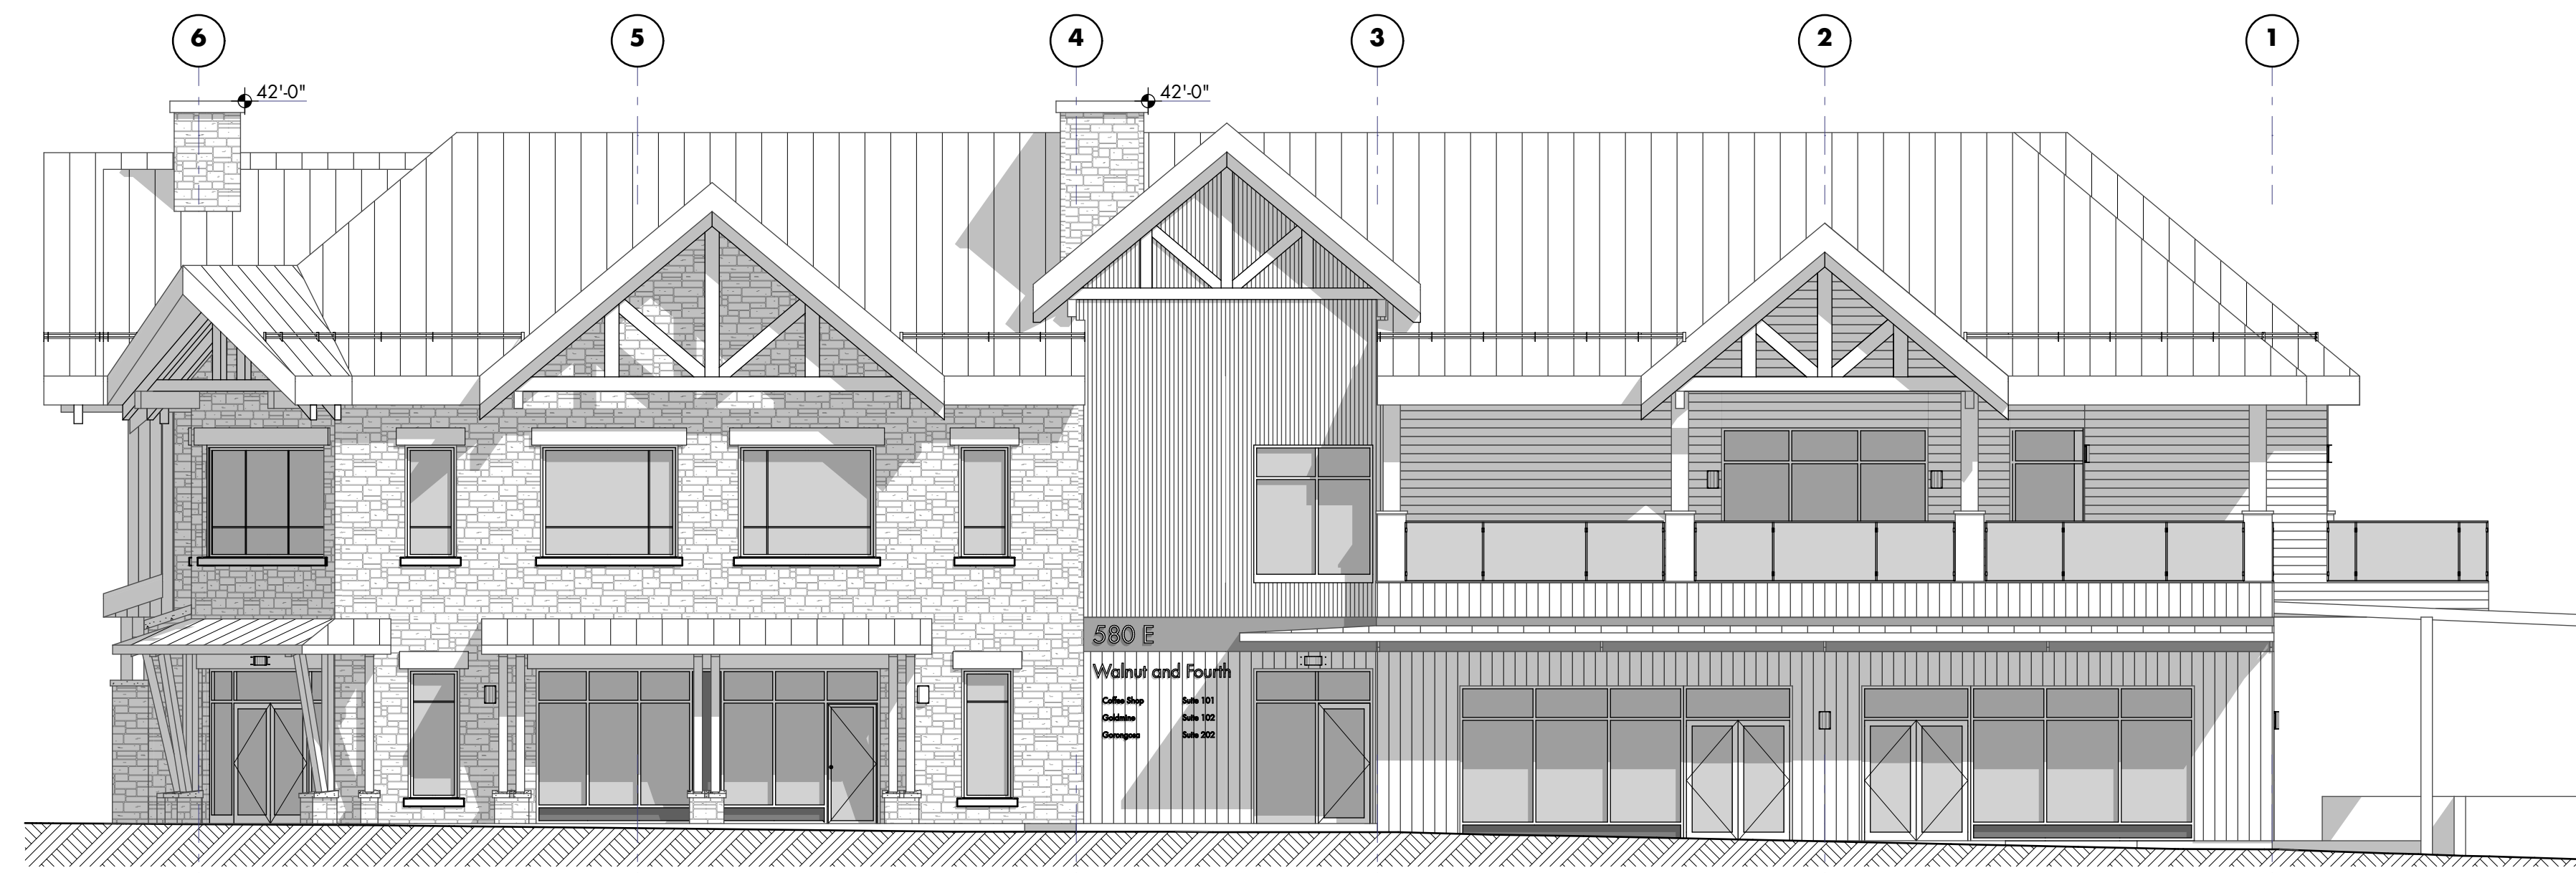 6 5 4 3 2 1
42'-0" 42'-0"
580 E
Walnut and Fourth
Coffee Shop Suite 101
Goldmine Suite 102
Gorongosa Suite 202